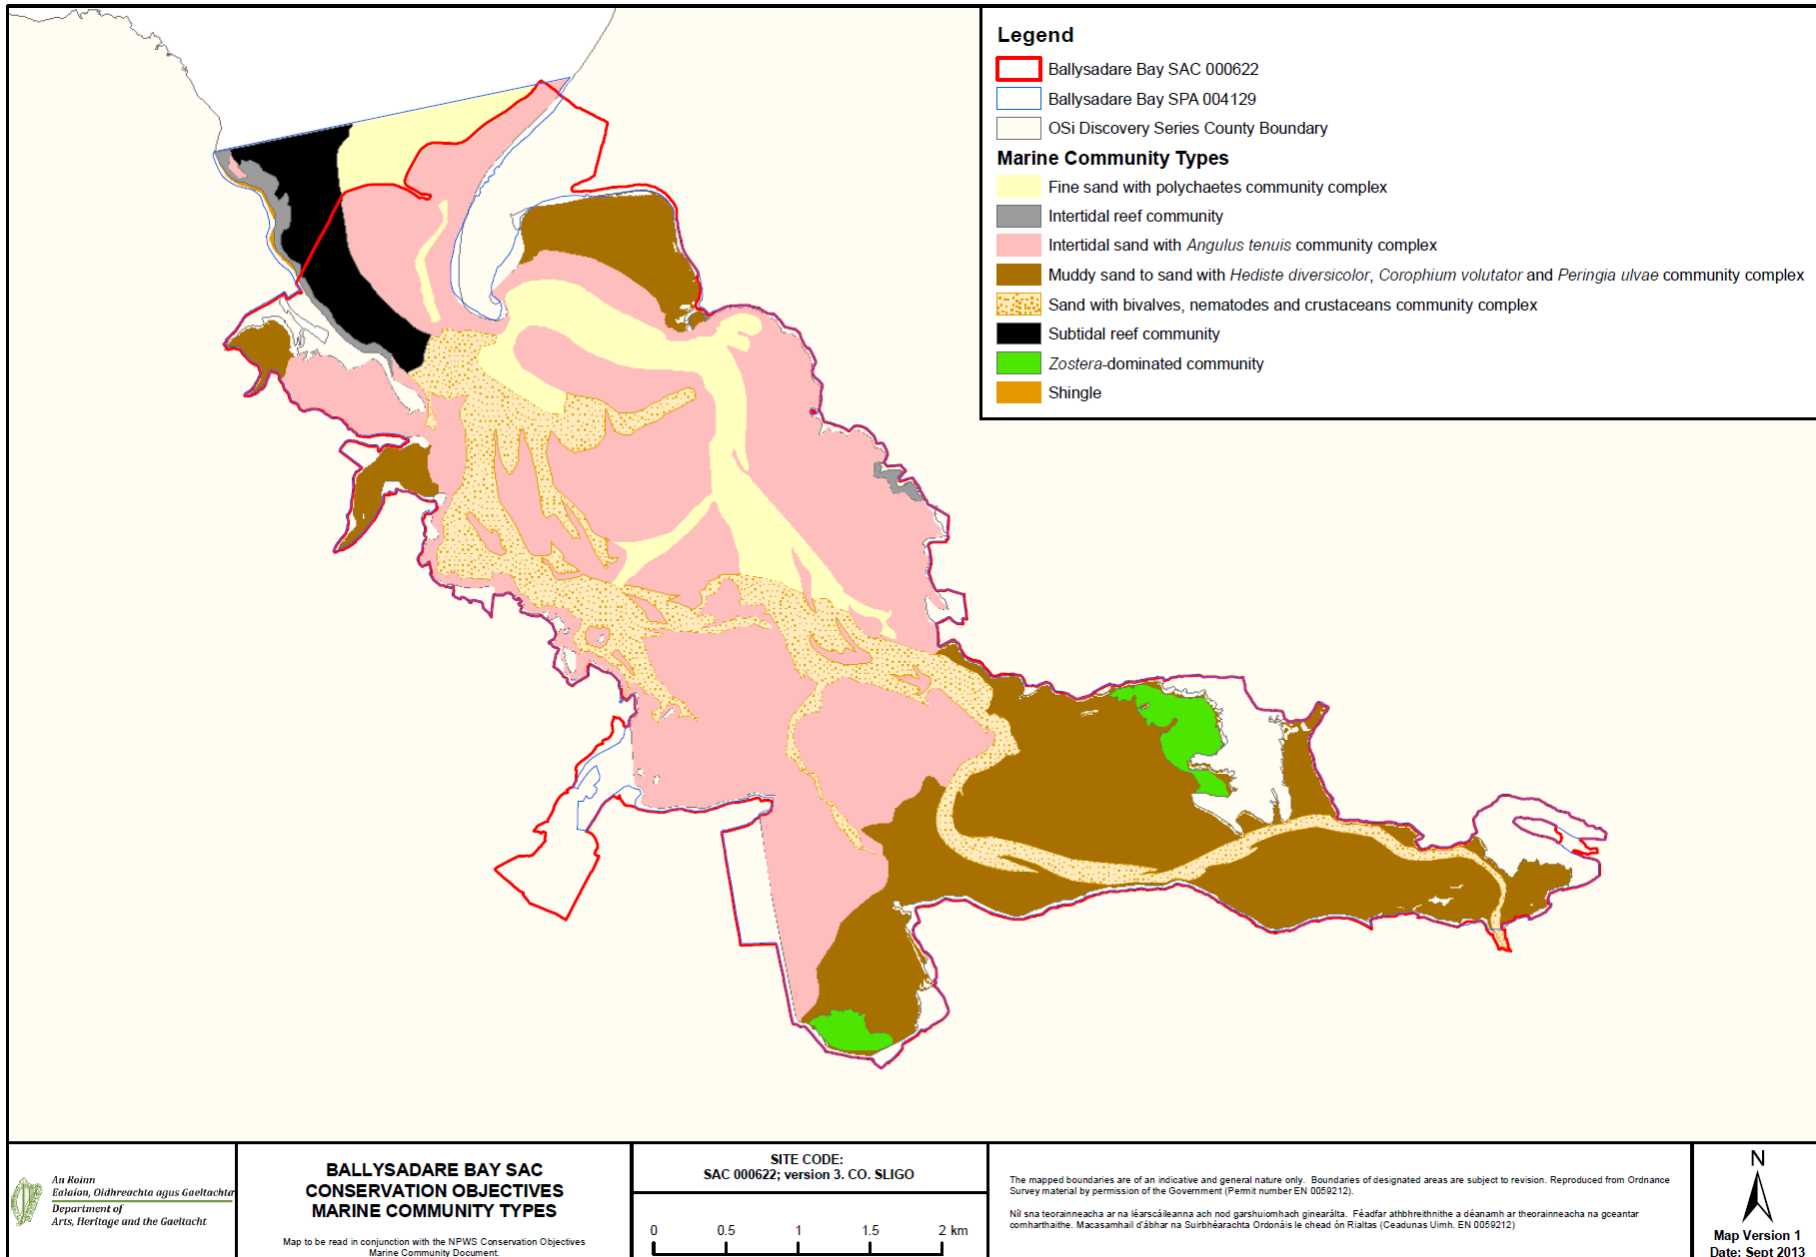 Legend
Ballysadare Bay SAC 000622
Ballysadare Bay SPA 004129
OSi Discovery Series County Boundary
Marine Community Types
Fine sand with polychaetes community complex
Intertidal reef community
Intertidal sand with Angulus tenuis community complex
Muddy sand to sand with Hediste diversicolor, Corophium volutator and Peringia ulvae community complex
Sand with bivalves, nematodes and crustaceans community complex
Subtidal reef community
Zostera-dominated community
Shingle
An Roinn
Ealaíon, Oidhreachta agus Gaeltachta
Department of
Arts, Heritage and the Gaeltacht
BALLYSADARE BAY SAC
CONSERVATION OBJECTIVES
MARINE COMMUNITY TYPES
Map to be read in conjunction with the NPWS Conservation Objectives
Marine Community Document.
SITE CODE:
SAC 000622; version 3. CO. SLIGO
0 0.5 1 1.5 2 km
The mapped boundaries are of an indicative and general nature only. Boundaries of designated areas are subject to revision. Reproduced from Ordnance
Survey material by permission of the Government (Permit number EN 0059212).
Níl sna teorainneacha ar na léarscáileanna ach nod garshuiomhach ginearálta. Féadfar athbhreithnithe a déanamh ar theorainneacha na gceantar
comharthaithe. Macasamhail d'ábhar na Suirbhéarachta Ordonáis le chead ón Rialtas (Ceadunas Uimh. EN 0059212)
N
Map Version 1
Date: Sept 2013